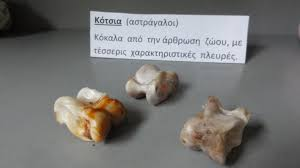 Κότσια (αστράγαλοι)
Κόκαλα από την άρθρωση ζώου, με
τέσσερις χαρακτηριστικές πλευρές.